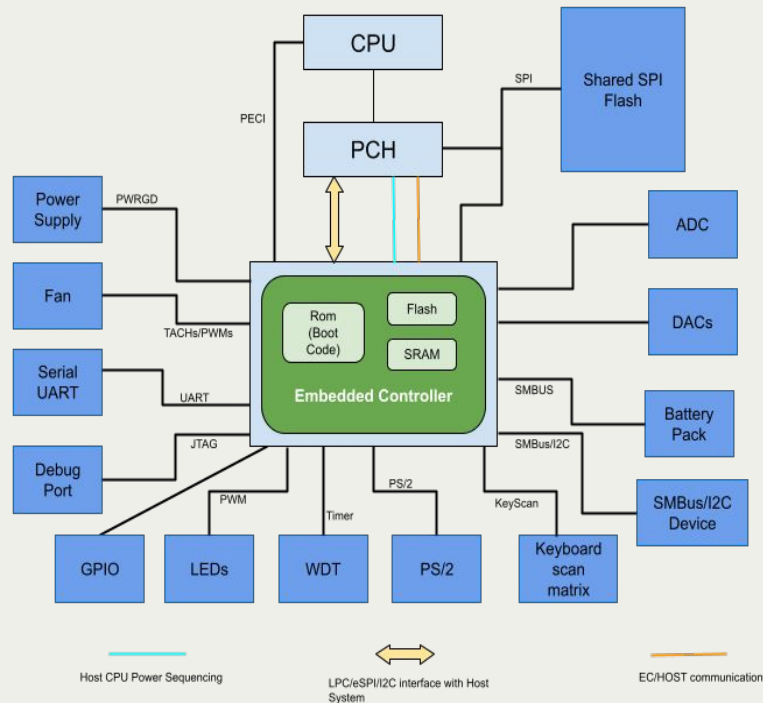 CPU
SPI
Shared SPI
Flash
PECI
PCH
Power
Supply
PWRGD
ADC
Fan
TACHs/PWMs
Rom
(Boot
Code)
Flash
SRAM
DACs
Embedded Controller
Serial
UART
UART
SMBUS
Battery
Pack
JTAG
SMBus/I2C
Debug
Port
PWM
Timer
PS/2
KeyScan
SMBus/I2C
Device
GPIO
LEDs
WDT
PS/2
Keyboard
scan
matrix
Host CPU Power Sequencing
LPC/eSPI/I2C interface with Host
System
EC/HOST communication